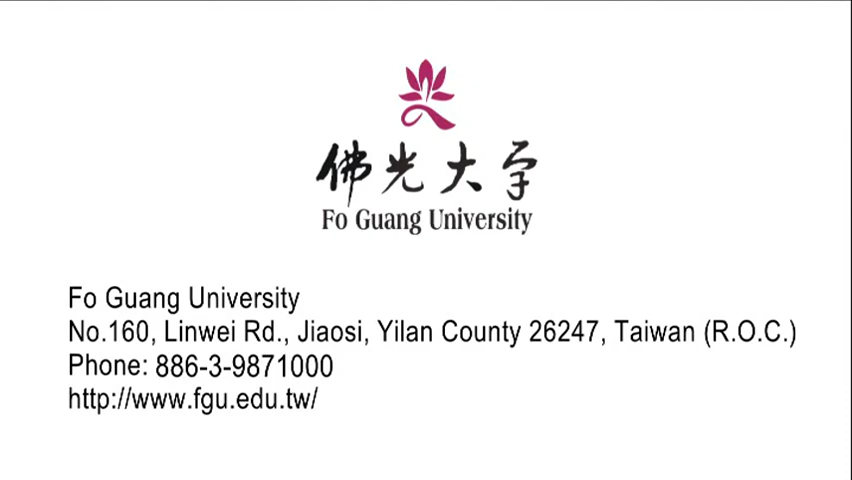 佛光大学
Fo Guang University
Fo Guang University
No.160, Linwei Rd., Jiaosi, Yilan County 26247, Taiwan (R.O.C.)
Phone: 886-3-9871000
http://www.fgu.edu.tw/